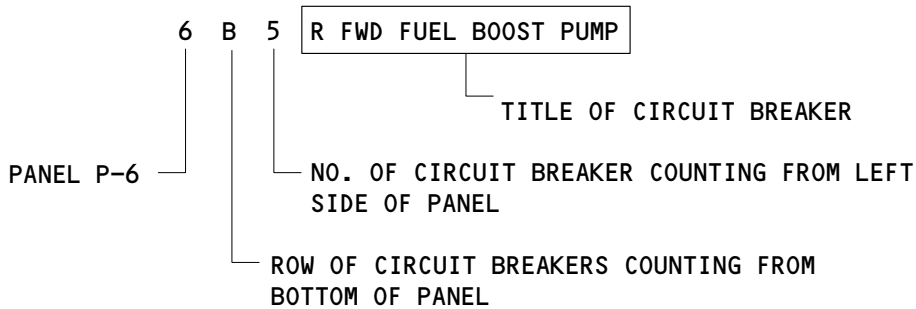 6 B 5 R FWD FUEL BOOST PUMP
TITLE OF CIRCUIT BREAKER
PANEL P-6
NO. OF CIRCUIT BREAKER COUNTING FROM LEFT
SIDE OF PANEL
ROW OF CIRCUIT BREAKERS COUNTING FROM
BOTTOM OF PANEL